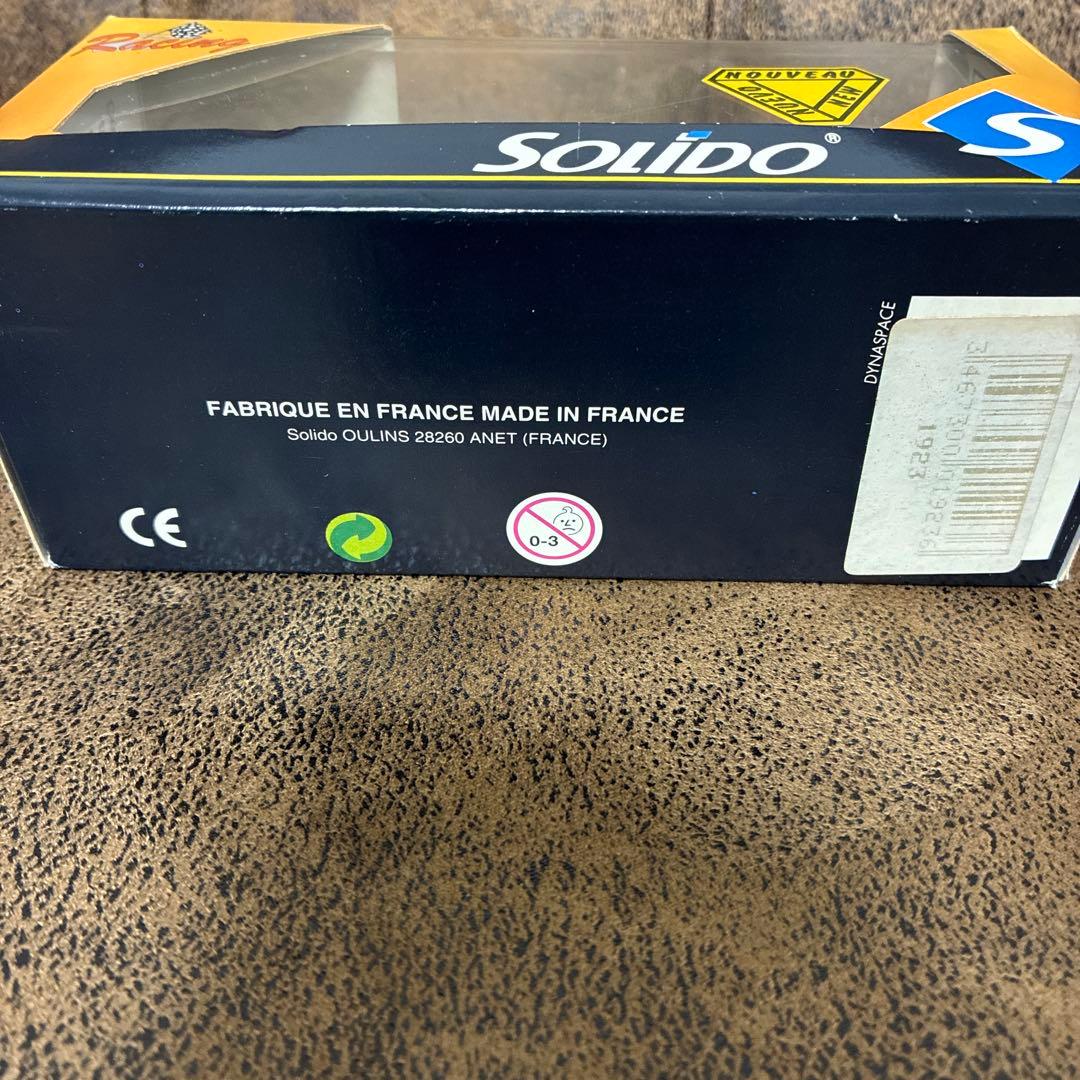 Racing
NOUVEAU
NUEVO
NEW
SOLIDO®
S
DYNASPACE
FABRIQUE EN FRANCE MADE IN FRANCE
Solido OULINS 28260 ANET (FRANCE)
1923
CE
0-3